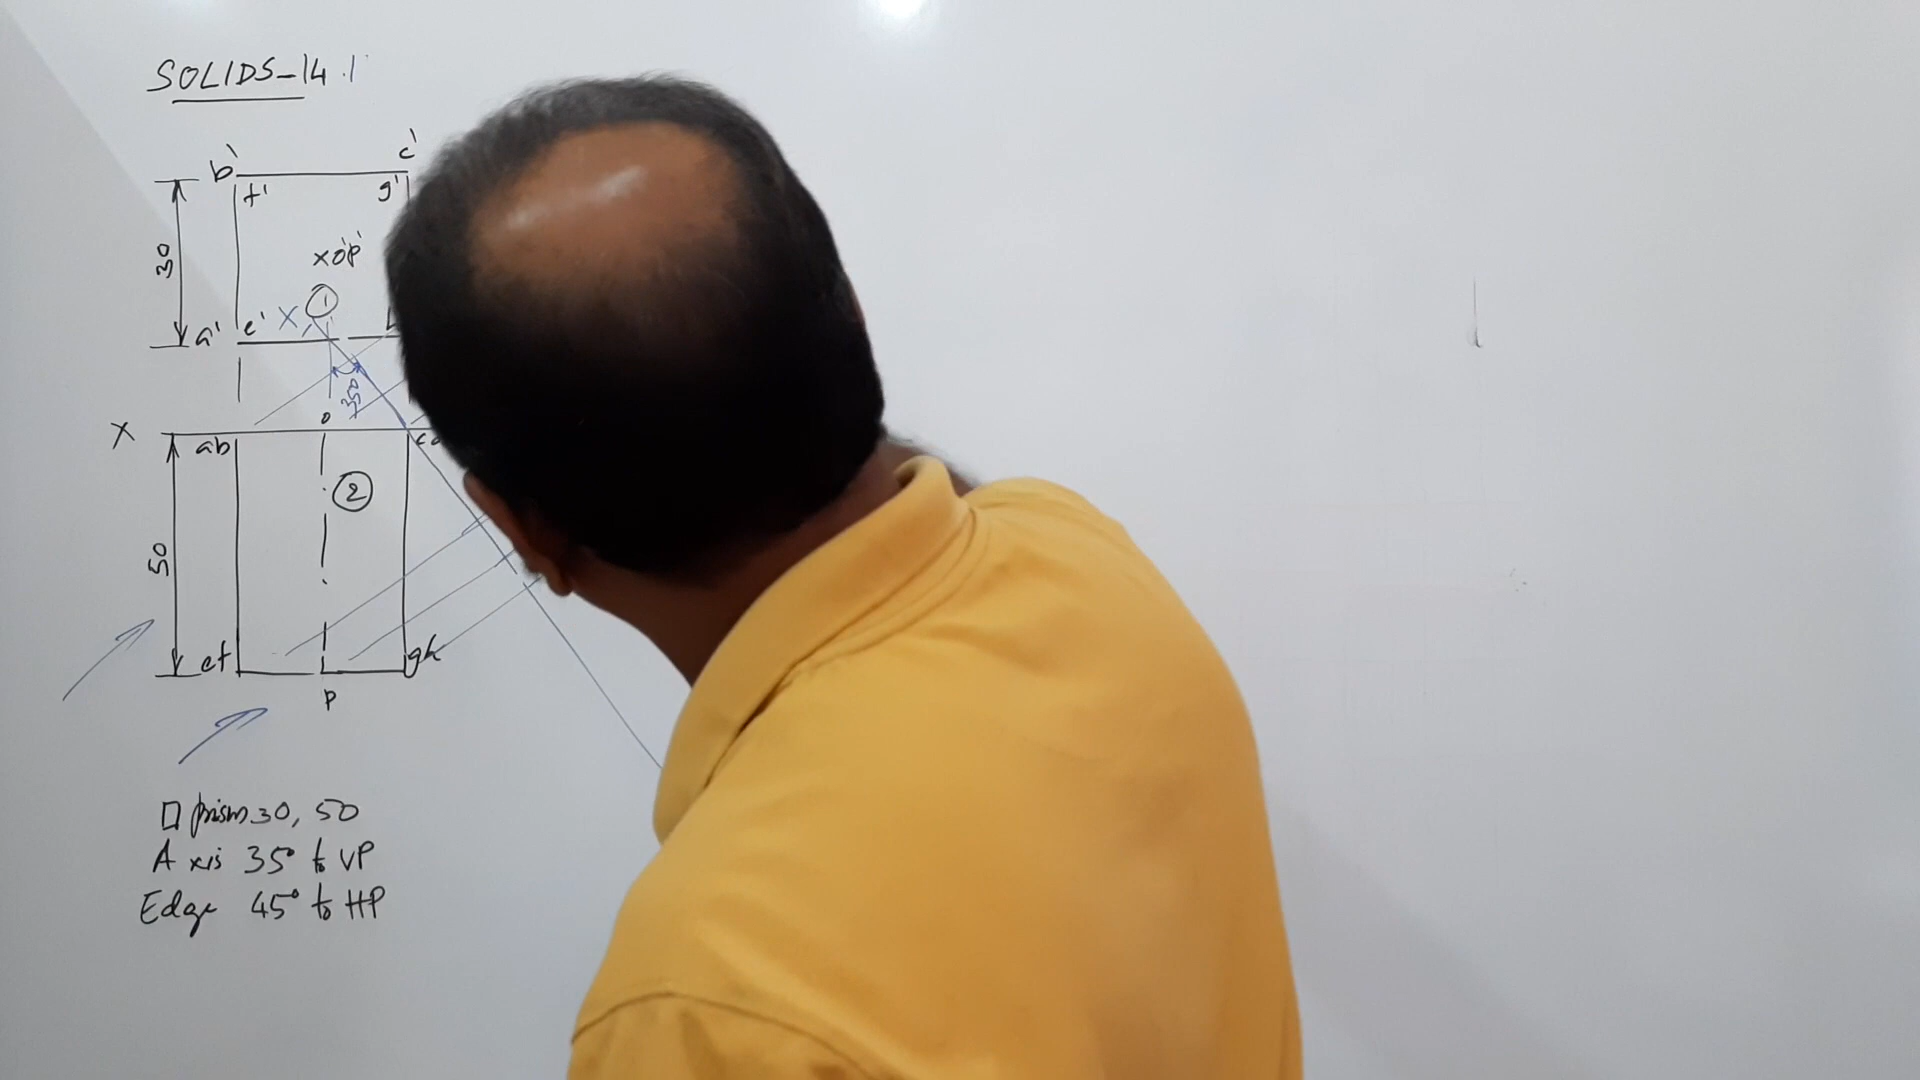 SOLIDS-14.1
b' c'
f' g'
30
x o'p'
1
a' e' X
35°
o
X
ab
2
50
ef gh
p
□ prism 30, 50
Axis 35° to VP
Edge 45° to HP